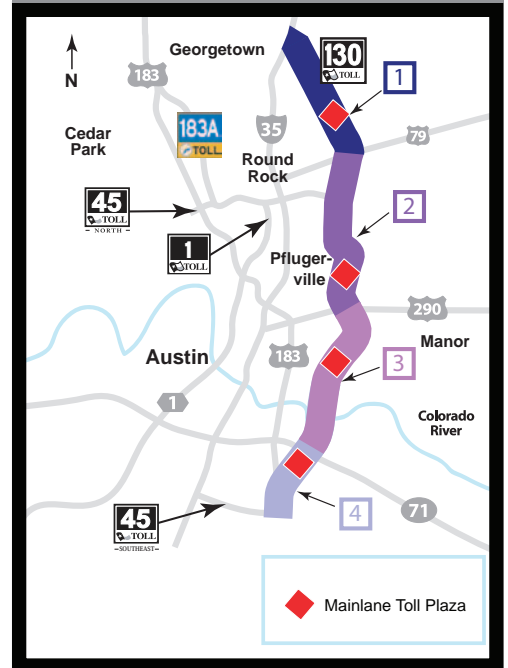 Georgetown
130
TOLL
1
N
183
Cedar
Park
183A
TOLL
35
79
Round
Rock
45
TOLL
NORTH
2
1
TOLL
Pfluger-
ville
290
Manor
Austin
183
3
1
Colorado
River
45
TOLL
SOUTHEAST
4
71
Mainlane Toll Plaza